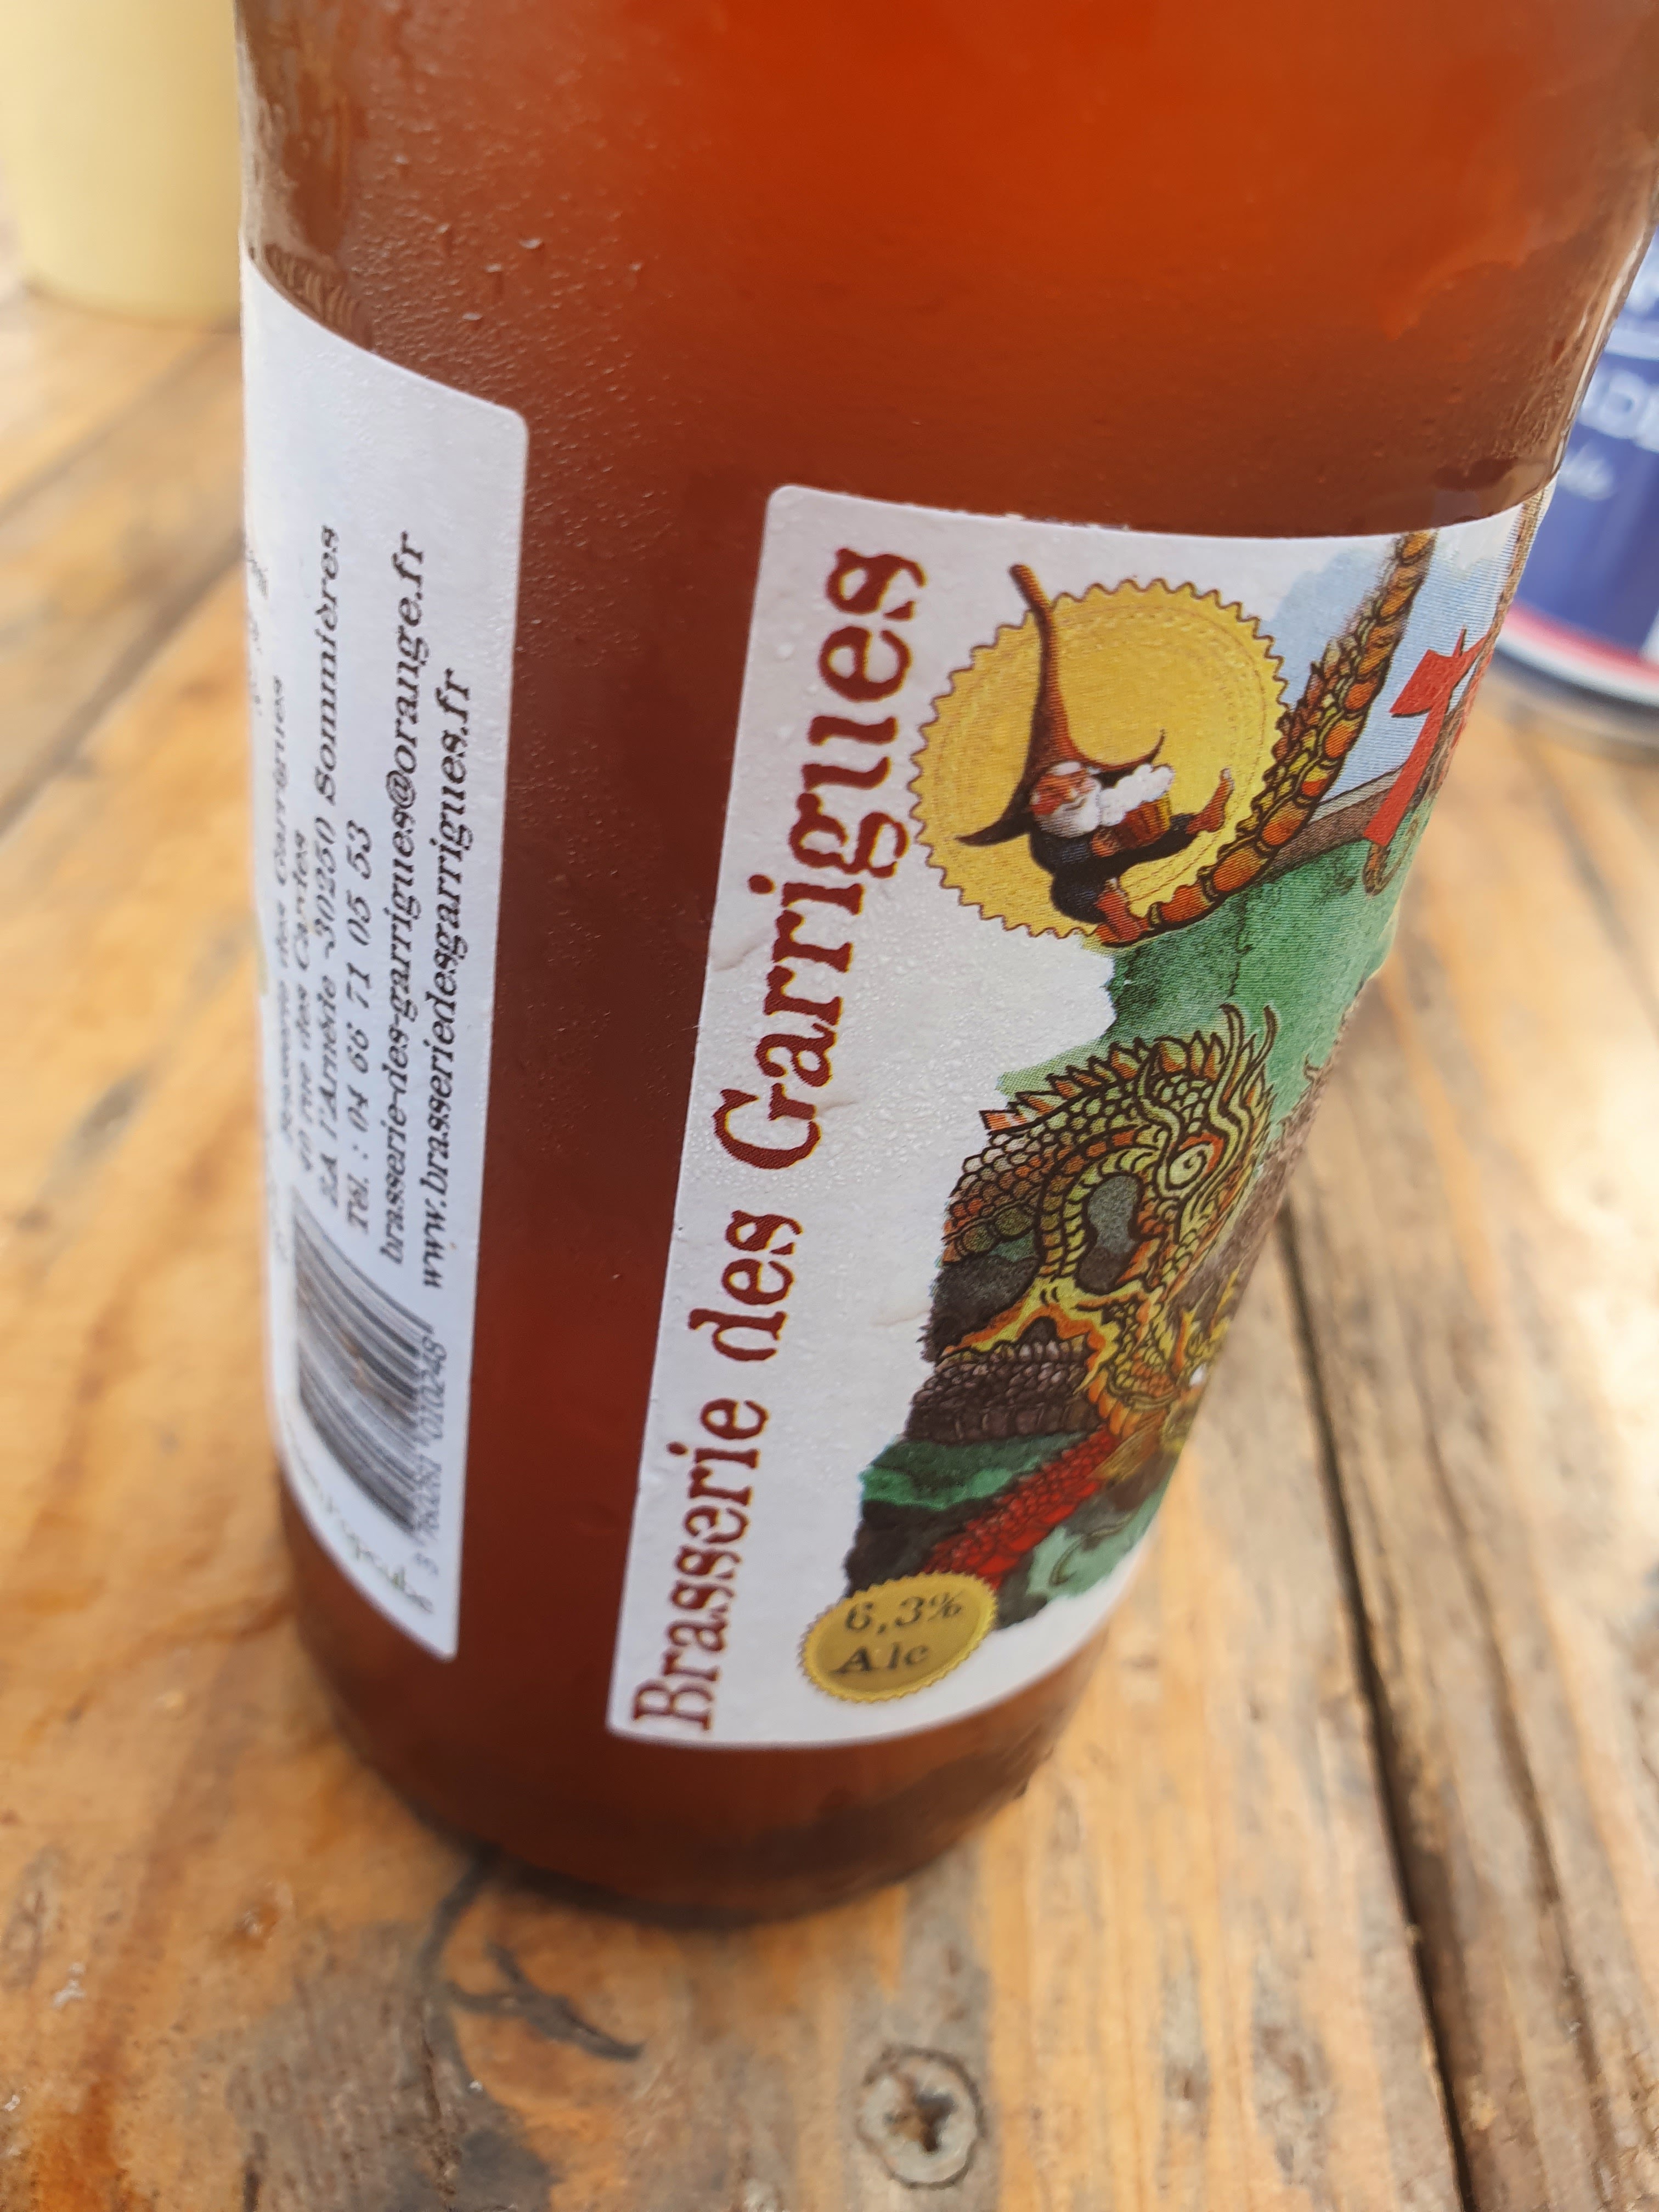 Brasserie des Garrigues
6,3%
Alc
Brasserie des Garrigues
ZA l'Arnède -30250 Sommières
Tél. : 04 66 71 05 53
brasserie-des-garrigues@orange.fr
www.brasseriedesgarrigues.fr